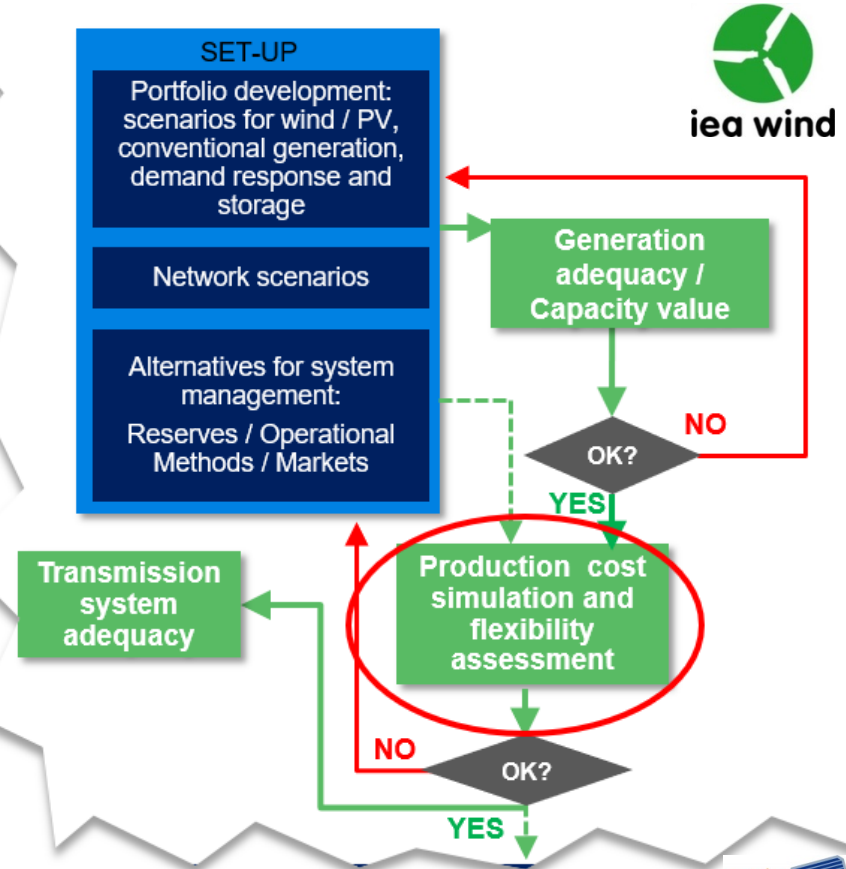 SET-UP
Portfolio development:
scenarios for wind / PV,
conventional generation,
demand response and
storage
Network scenarios
Alternatives for system
management:
Reserves / Operational
Methods / Markets
iea wind
Generation
adequacy /
Capacity value
OK?
NO
YES
Production cost
simulation and
flexibility
assessment
Transmission
system
adequacy
OK?
NO
YES